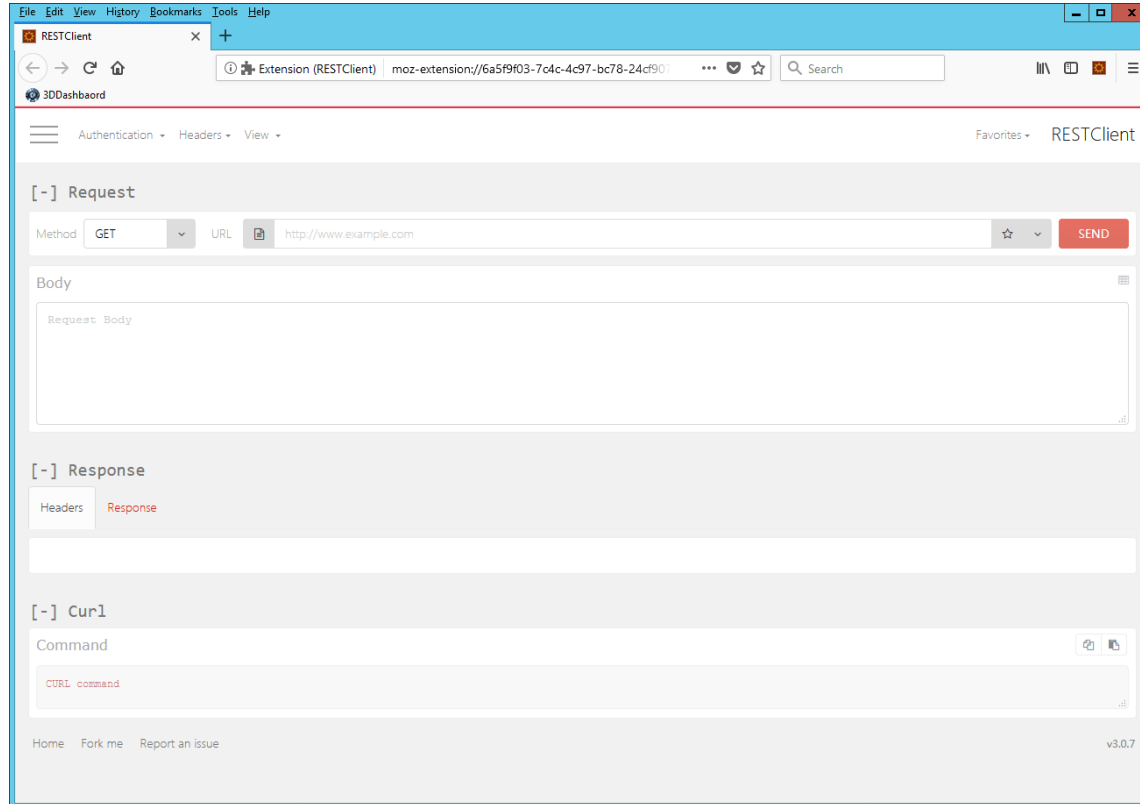 File Edit View History Bookmarks Tools Help
RESTClient
Extension (RESTClient) moz-extension://6a5f9f03-7c4c-4c97-bc78-24cf907 Search
3DDashbaord
Authentication Headers View Favorites RESTClient
[-] Request
Method GET URL http://www.example.com SEND
Body
Request Body
[-] Response
Headers Response
[-] Curl
Command
CURL command
Home Fork me Report an issue v3.0.7